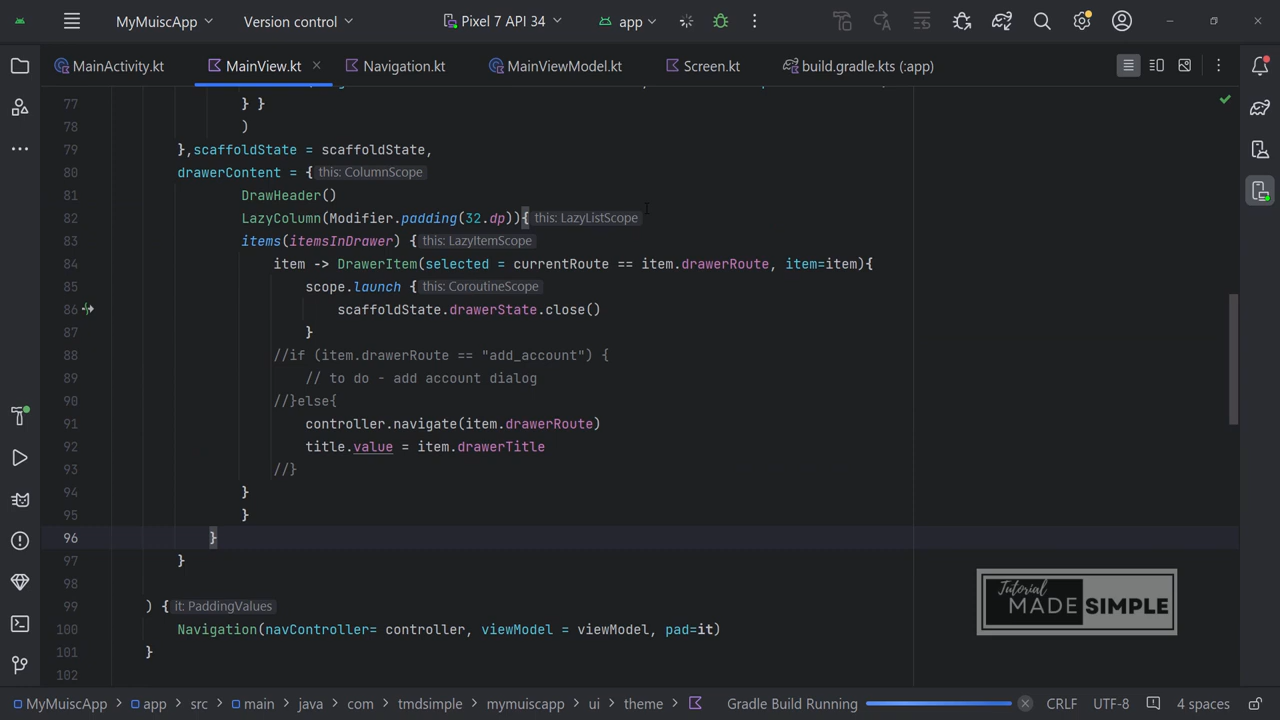 MyMuiscApp
Version control
Pixel 7 API 34
app
MainActivity.kt
MainView.kt
Navigation.kt
MainViewModel.kt
Screen.kt
build.gradle.kts (:app)
77 } }
78 )
79 },scaffoldState = scaffoldState,
80 drawerContent = { this: ColumnScope
81 DrawHeader()
82 LazyColumn(Modifier.padding(32.dp)){ this: LazyListScope
83 items(itemsInDrawer) { this: LazyItemScope
84 item -> DrawerItem(selected = currentRoute == item.drawerRoute, item=item){
85 scope.launch { this: CoroutineScope
86 scaffoldState.drawerState.close()
87 }
88 //if (item.drawerRoute == "add_account") {
89 // to do - add account dialog
90 //}else{
91 controller.navigate(item.drawerRoute)
92 title.value = item.drawerTitle
93 //}
94 }
95 }
96 }
97 }
98
99 ) { it: PaddingValues
100 Navigation(navController= controller, viewModel = viewModel, pad=it)
101 }
102
Tutorial
MADE SIMPLE
MyMuiscApp > app > src > main > java > com > tmdsimple > mymuiscapp > ui > theme >
Gradle Build Running
CRLF
UTF-8
4 spaces